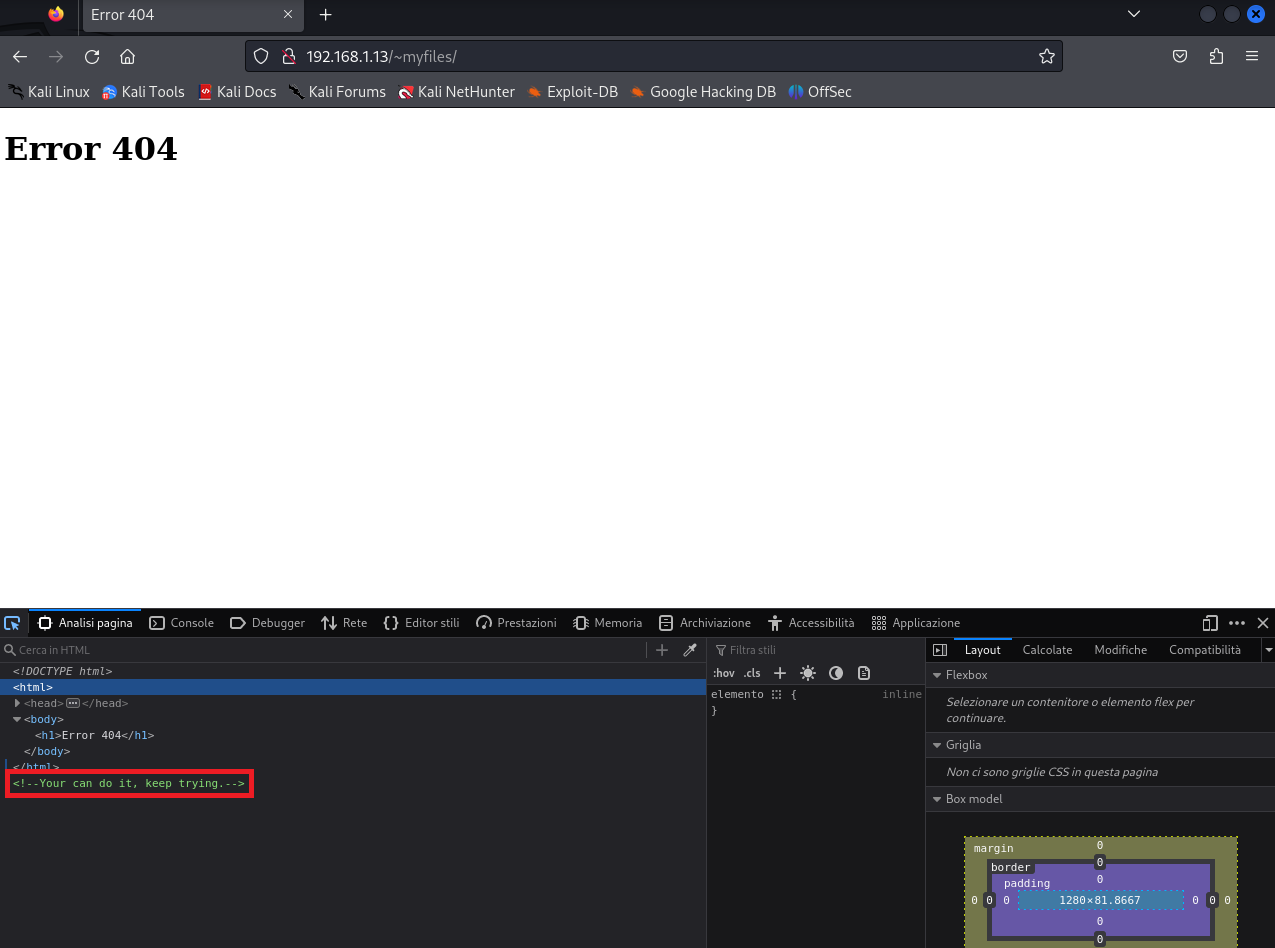 Error 404
192.168.1.13/~myfiles/
Kali Linux Kali Tools Kali Docs Kali Forums Kali NetHunter Exploit-DB Google Hacking DB OffSec
Error 404
Analisi pagina Console Debugger Rete Editor stili Prestazioni Memoria Archiviazione Accessibilità Applicazione
Cerca in HTML
<!DOCTYPE html>
<html>
<head></head>
<body>
<h1>Error 404</h1>
</body>
</html>
<!--Your can do it, keep trying.-->
Filtra stili
:hov .cls
elemento { inline
}
Layout Calcolate Modifiche Compatibilità
Flexbox
Selezionare un contenitore o elemento flex per
continuare.
Griglia
Non ci sono griglie CSS in questa pagina
Box model
margin 0
border 0
padding 0
0 0 0 1280×81.8667 0 0 0
0
0